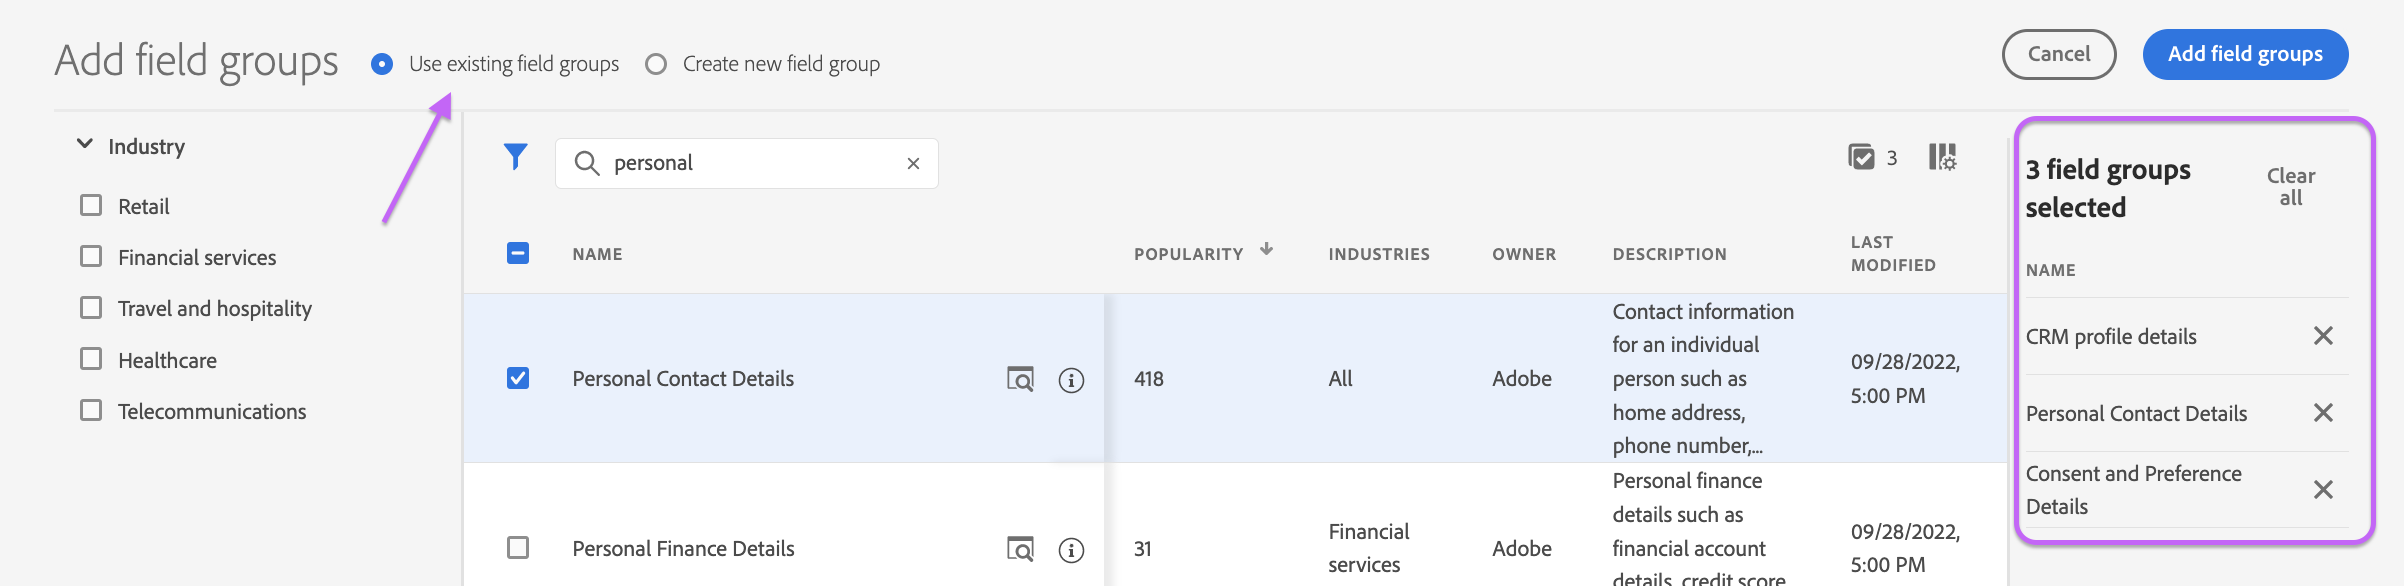 Add field groups
Use existing field groups
Create new field group
Cancel
Add field groups
Industry
Retail
Financial services
Travel and hospitality
Healthcare
Telecommunications
personal
3
NAME
POPULARITY
INDUSTRIES
OWNER
DESCRIPTION
LAST
MODIFIED
Personal Contact Details
418
All
Adobe
Contact information
for an individual
person such as
home address,
phone number,...
09/28/2022,
5:00 PM
Personal Finance Details
31
Financial
services
Adobe
Personal finance
details such as
financial account
details, credit score
09/28/2022,
5:00 PM
3 field groups
selected
Clear
all
NAME
CRM profile details
Personal Contact Details
Consent and Preference
Details